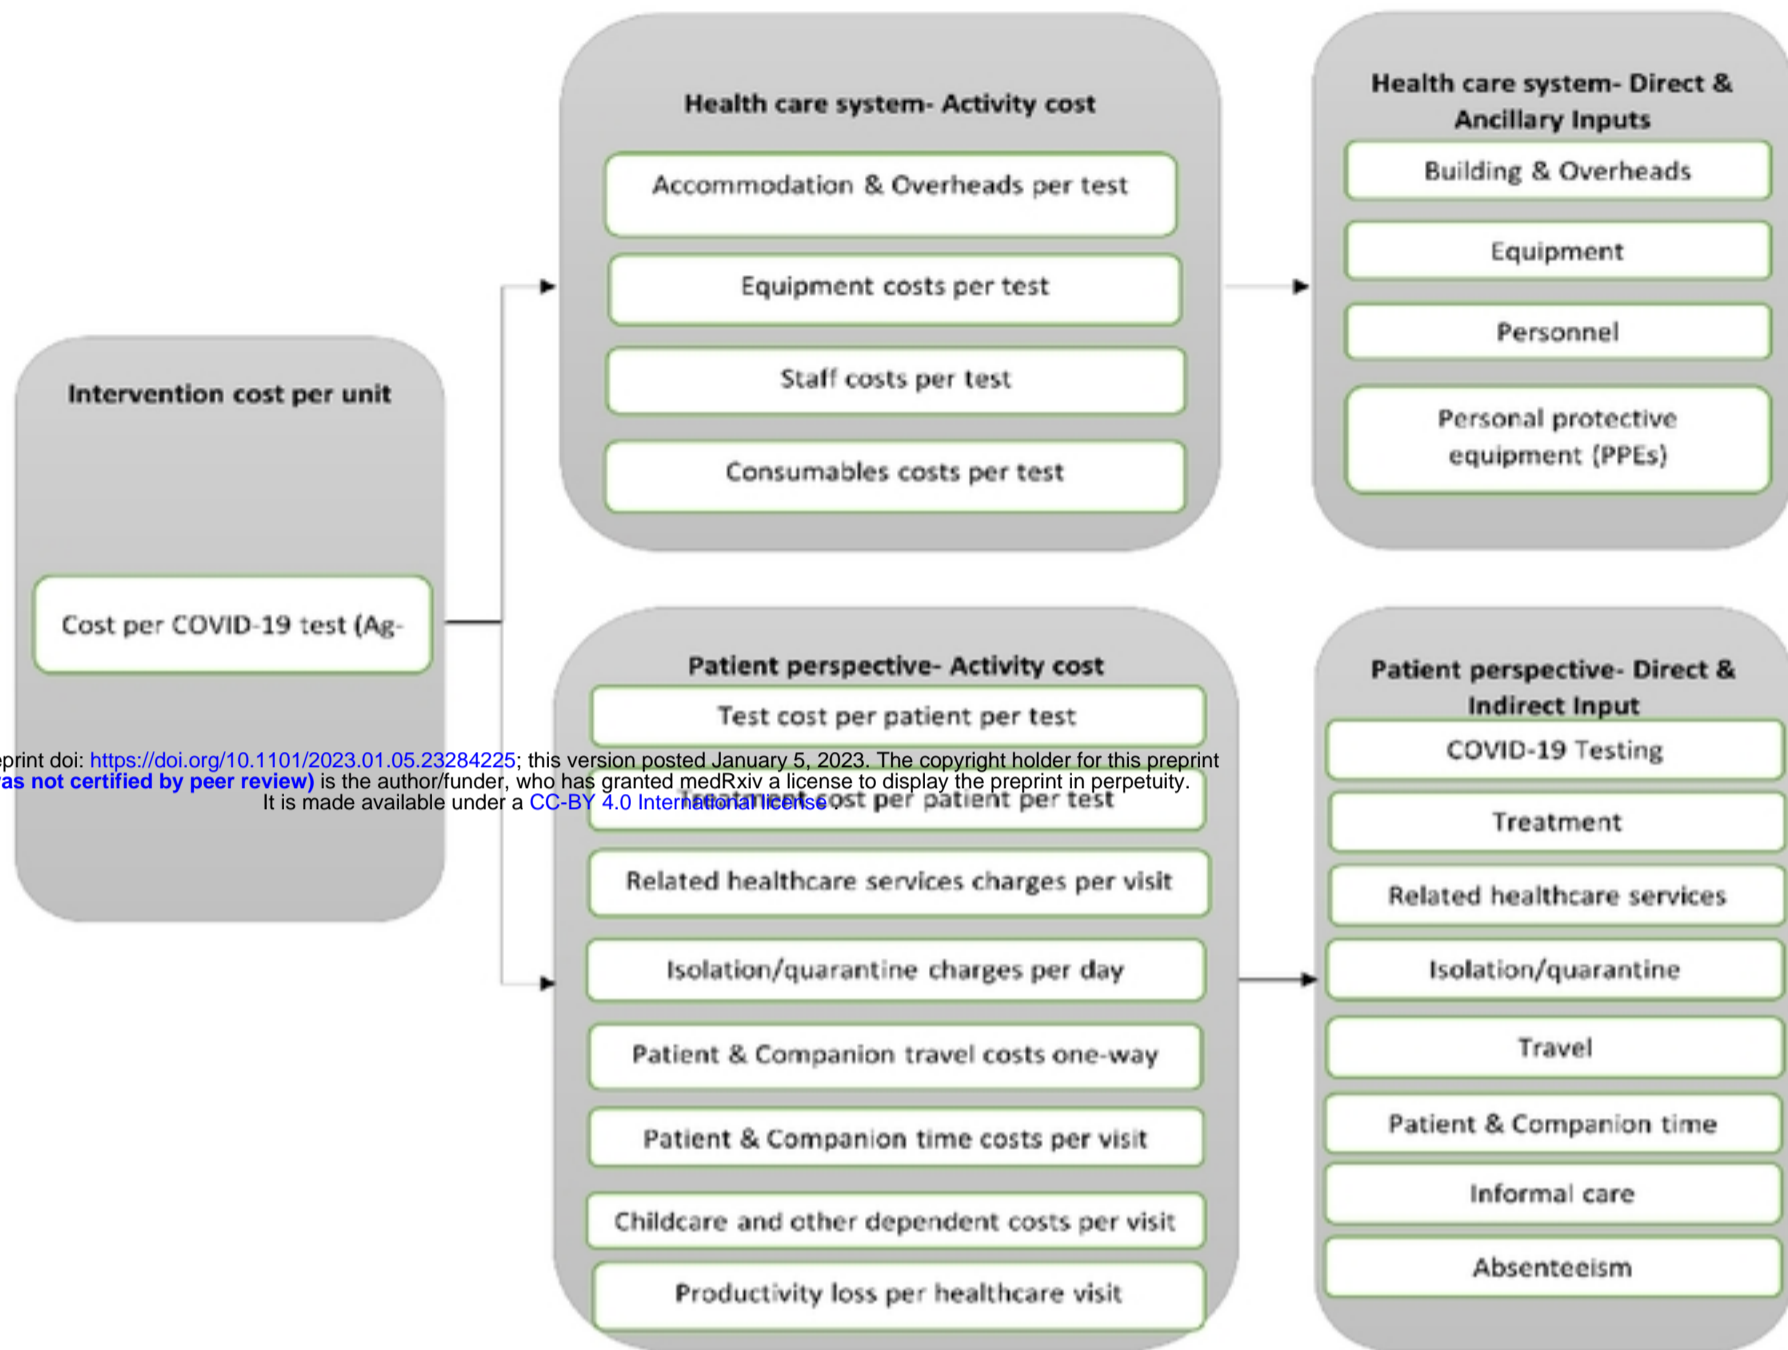 Intervention cost per unit
Cost per COVID-19 test (Ag-
Health care system- Activity cost
Accommodation & Overheads per test
Equipment costs per test
Staff costs per test
Consumables costs per test
Health care system- Direct &
Ancillary Inputs
Building & Overheads
Equipment
Personnel
Personal protective
equipment (PPEs)
Patient perspective- Activity cost
Test cost per patient per test
eprint doi: https://doi.org/10.1101/2023.01.05.23284225; this version posted January 5, 2023. The copyright holder for this preprint
as not certified by peer review) is the author/funder, who has granted medRxiv a license to display the preprint in perpetuity.
It is made available under a CC-BY 4.0 International license .
Treatment cost per patient per test
Related healthcare services charges per visit
Isolation/quarantine charges per day
Patient & Companion travel costs one-way
Patient & Companion time costs per visit
Childcare and other dependent costs per visit
Productivity loss per healthcare visit
Patient perspective- Direct &
Indirect Input
COVID-19 Testing
Treatment
Related healthcare services
Isolation/quarantine
Travel
Patient & Companion time
Informal care
Absenteeism